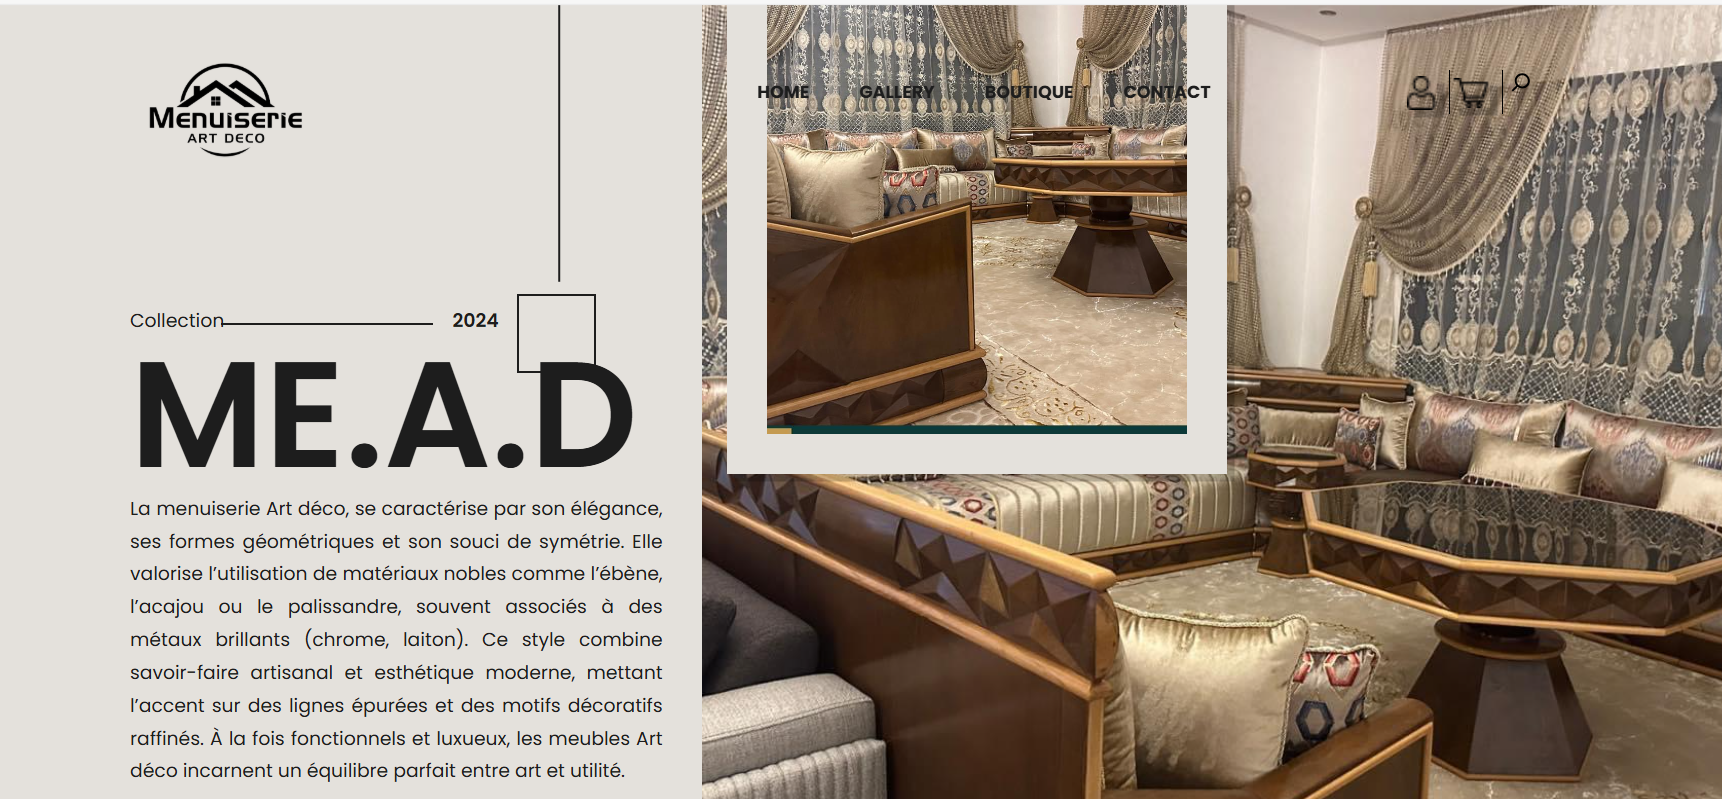 Menuiserie
ART DECO
HOME GALLERY BOUTIQUE CONTACT
Collection 2024
ME.A.D
La menuiserie Art déco, se caractérise par son élégance,
ses formes géométriques et son souci de symétrie. Elle
valorise l’utilisation de matériaux nobles comme l’ébène,
l’acajou ou le palissandre, souvent associés à des
métaux brillants (chrome, laiton). Ce style combine
savoir-faire artisanal et esthétique moderne, mettant
l’accent sur des lignes épurées et des motifs décoratifs
raffinés. À la fois fonctionnels et luxueux, les meubles Art
déco incarnent un équilibre parfait entre art et utilité.